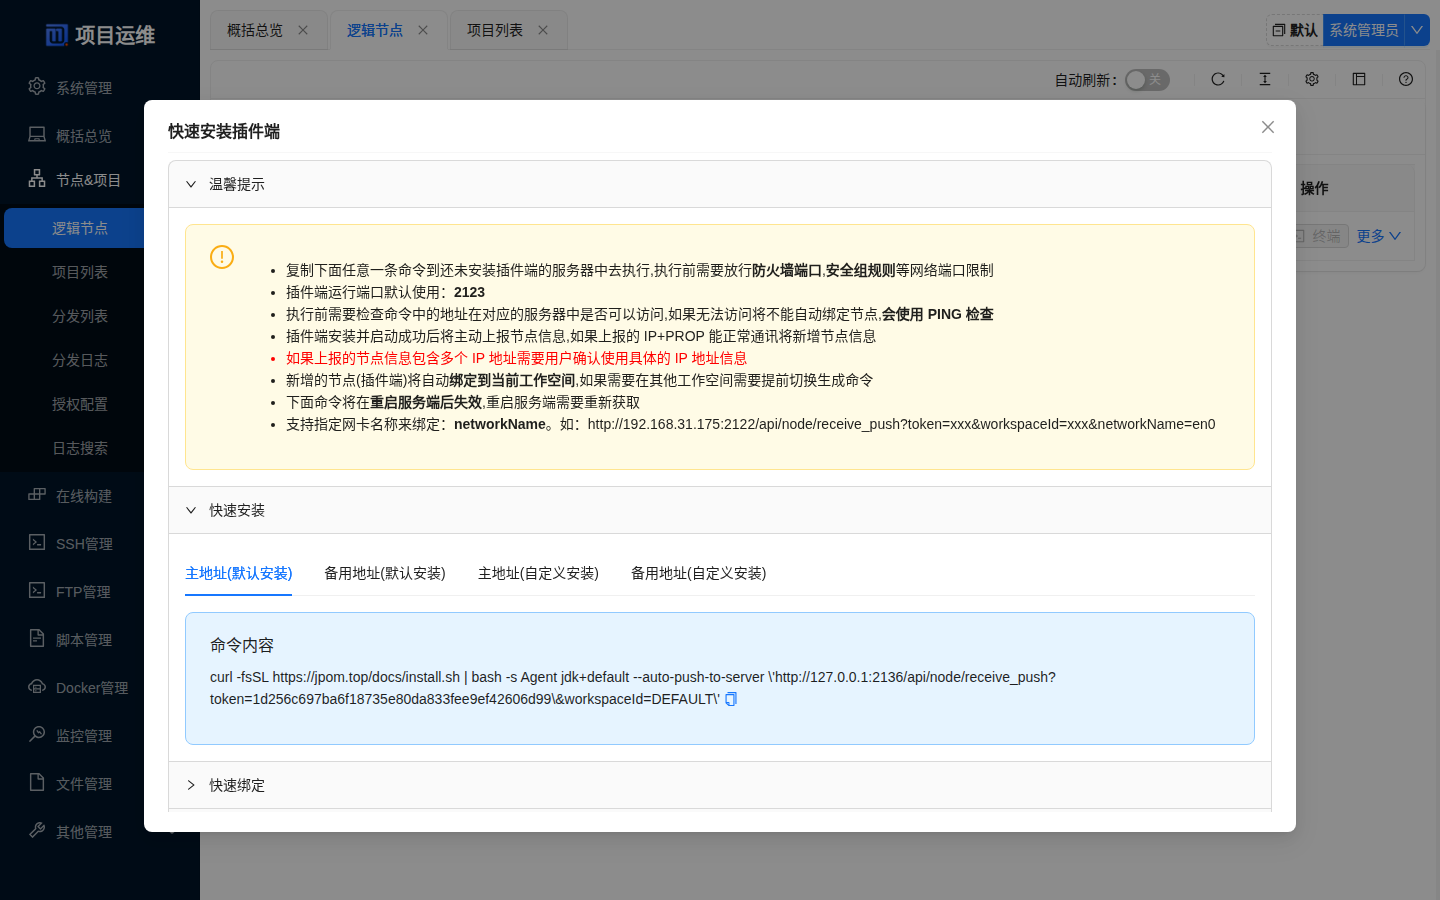 项目运维
概括总览
逻辑节点
项目列表
默认
系统管理员
系统管理
概括总览
节点&项目
逻辑节点
项目列表
分发列表
分发日志
授权配置
日志搜索
在线构建
SSH管理
FTP管理
脚本管理
Docker管理
监控管理
文件管理
其他管理
自动刷新：
关
操作
终端
更多
快速安装插件端
温馨提示
复制下面任意一条命令到还未安装插件端的服务器中去执行,执行前需要放行防火墙端口,安全组规则等网络端口限制
插件端运行端口默认使用：2123
执行前需要检查命令中的地址在对应的服务器中是否可以访问,如果无法访问将不能自动绑定节点,会使用 PING 检查
插件端安装并启动成功后将主动上报节点信息,如果上报的 IP+PROP 能正常通讯将新增节点信息
如果上报的节点信息包含多个 IP 地址需要用户确认使用具体的 IP 地址信息
新增的节点(插件端)将自动绑定到当前工作空间,如果需要在其他工作空间需要提前切换生成命令
下面命令将在重启服务端后失效,重启服务端需要重新获取
支持指定网卡名称来绑定：networkName。如：http://192.168.31.175:2122/api/node/receive_push?token=xxx&workspaceId=xxx&networkName=en0
快速安装
主地址(默认安装)
备用地址(默认安装)
主地址(自定义安装)
备用地址(自定义安装)
命令内容
curl -fsSL https://jpom.top/docs/install.sh | bash -s Agent jdk+default --auto-push-to-server \'http://127.0.0.1:2136/api/node/receive_push?
token=1d256c697ba6f18735e80da833fee9ef42606d99\&workspaceId=DEFAULT\'
快速绑定